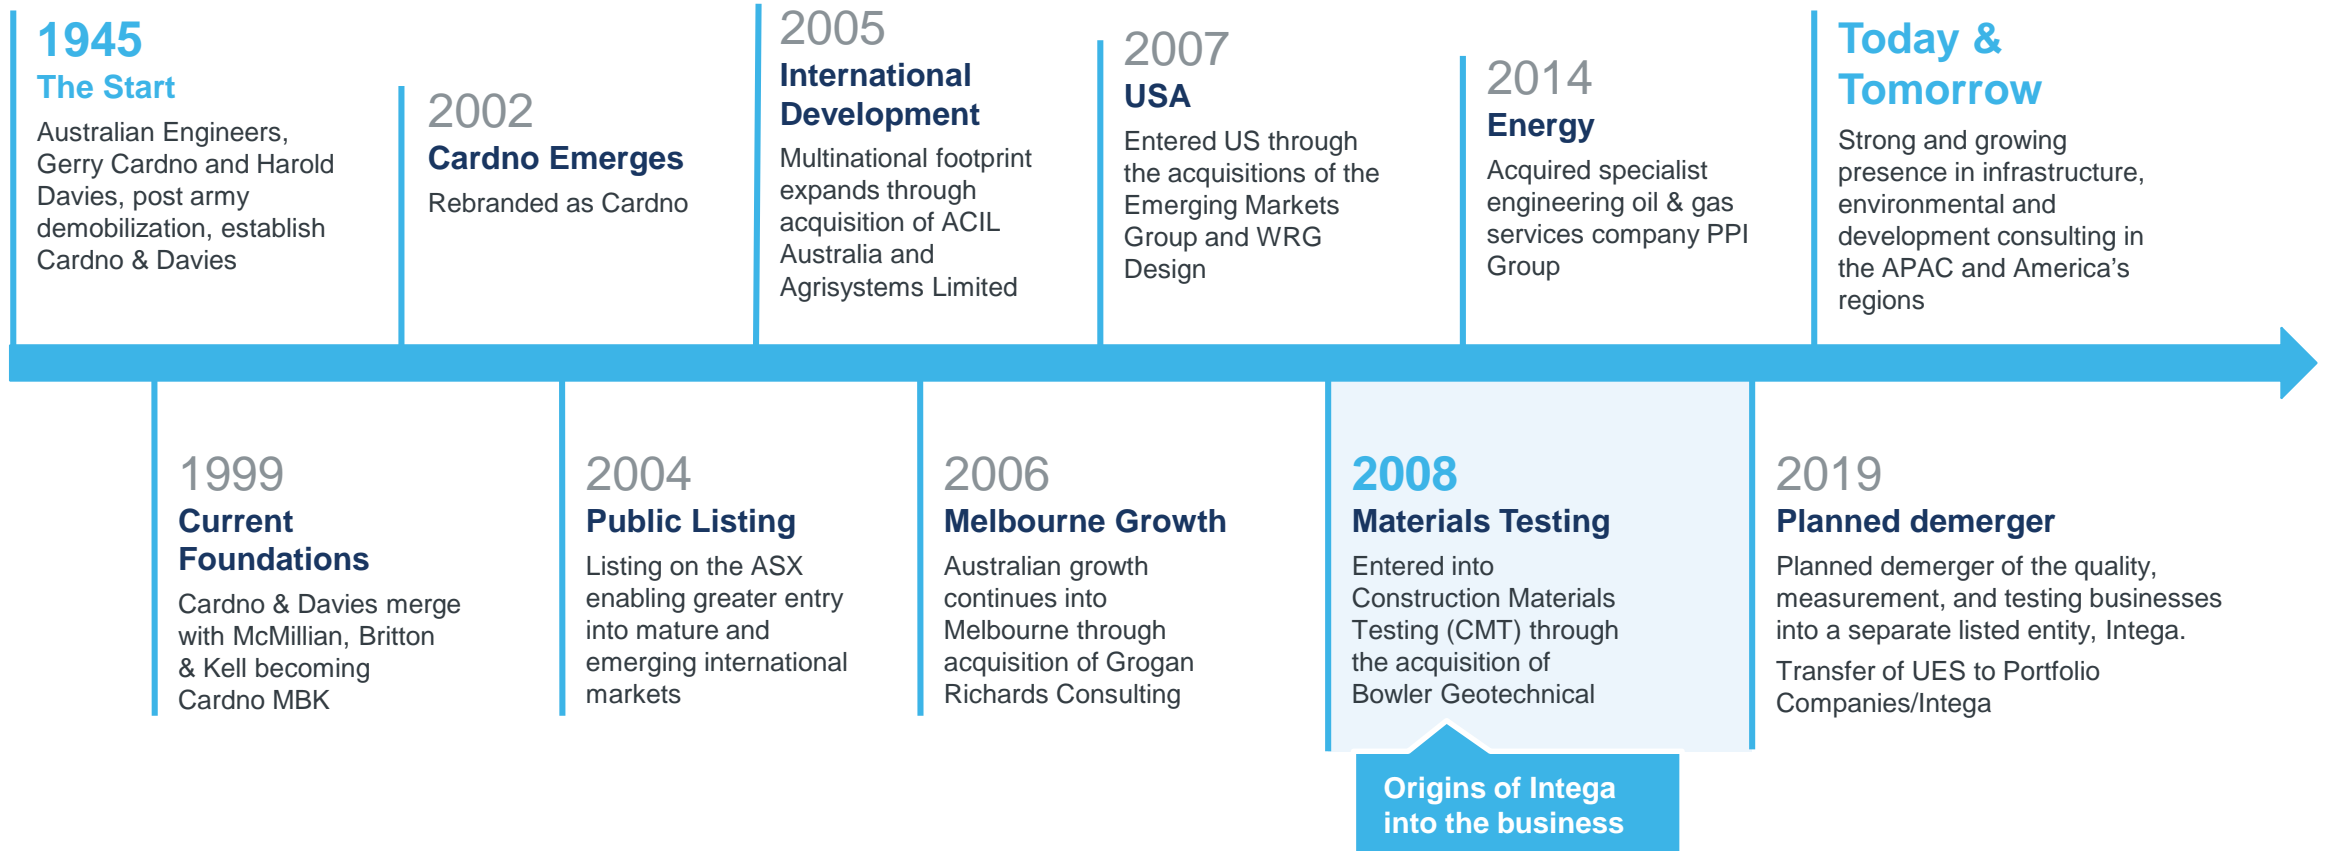 1945
The Start
Australian Engineers,
Gerry Cardno and Harold
Davies, post army
demobilization, establish
Cardno & Davies
2002
Cardno Emerges
Rebranded as Cardno
2005
International
Development
Multinational footprint
expands through
acquisition of ACIL
Australia and
Agrisystems Limited
2007
USA
Entered US through
the acquisitions of the
Emerging Markets
Group and WRG
Design
2014
Energy
Acquired specialist
engineering oil & gas
services company PPI
Group
Today &
Tomorrow
Strong and growing
presence in infrastructure,
environmental and
development consulting in
the APAC and America’s
regions
1999
Current
Foundations
Cardno & Davies merge
with McMillian, Britton
& Kell becoming
Cardno MBK
2004
Public Listing
Listing on the ASX
enabling greater entry
into mature and
emerging international
markets
2006
Melbourne Growth
Australian growth
continues into
Melbourne through
acquisition of Grogan
Richards Consulting
2008
Materials Testing
Entered into
Construction Materials
Testing (CMT) through
the acquisition of
Bowler Geotechnical
Origins of Intega
into the business
2019
Planned demerger
Planned demerger of the quality,
measurement, and testing businesses
into a separate listed entity, Intega.
Transfer of UES to Portfolio
Companies/Intega